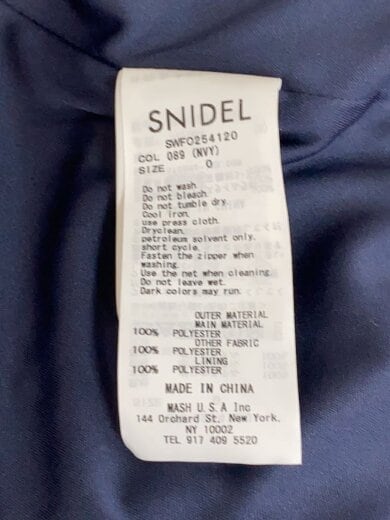 SNIDEL
SWFO254120
COL 089 (NVY)
SIZE 0
Do not wash.
Do not bleach.
Do not tumble dry.
Cool iron.
use press cloth.
Dryclean.
petroleum solvent only.
short cycle.
Fasten the zipper when
washing.
Use the net when cleaning.
Do not leave wet.
Dark colors may run.
OUTER MATERIAL
MAIN MATERIAL
100% POLYESTER
OTHER FABRIC
100% POLYESTER
LINING
100% POLYESTER
MADE IN CHINA
MASH U.S.A Inc
144 Orchard St. New York.
NY 10002
TEL 917 409 5520